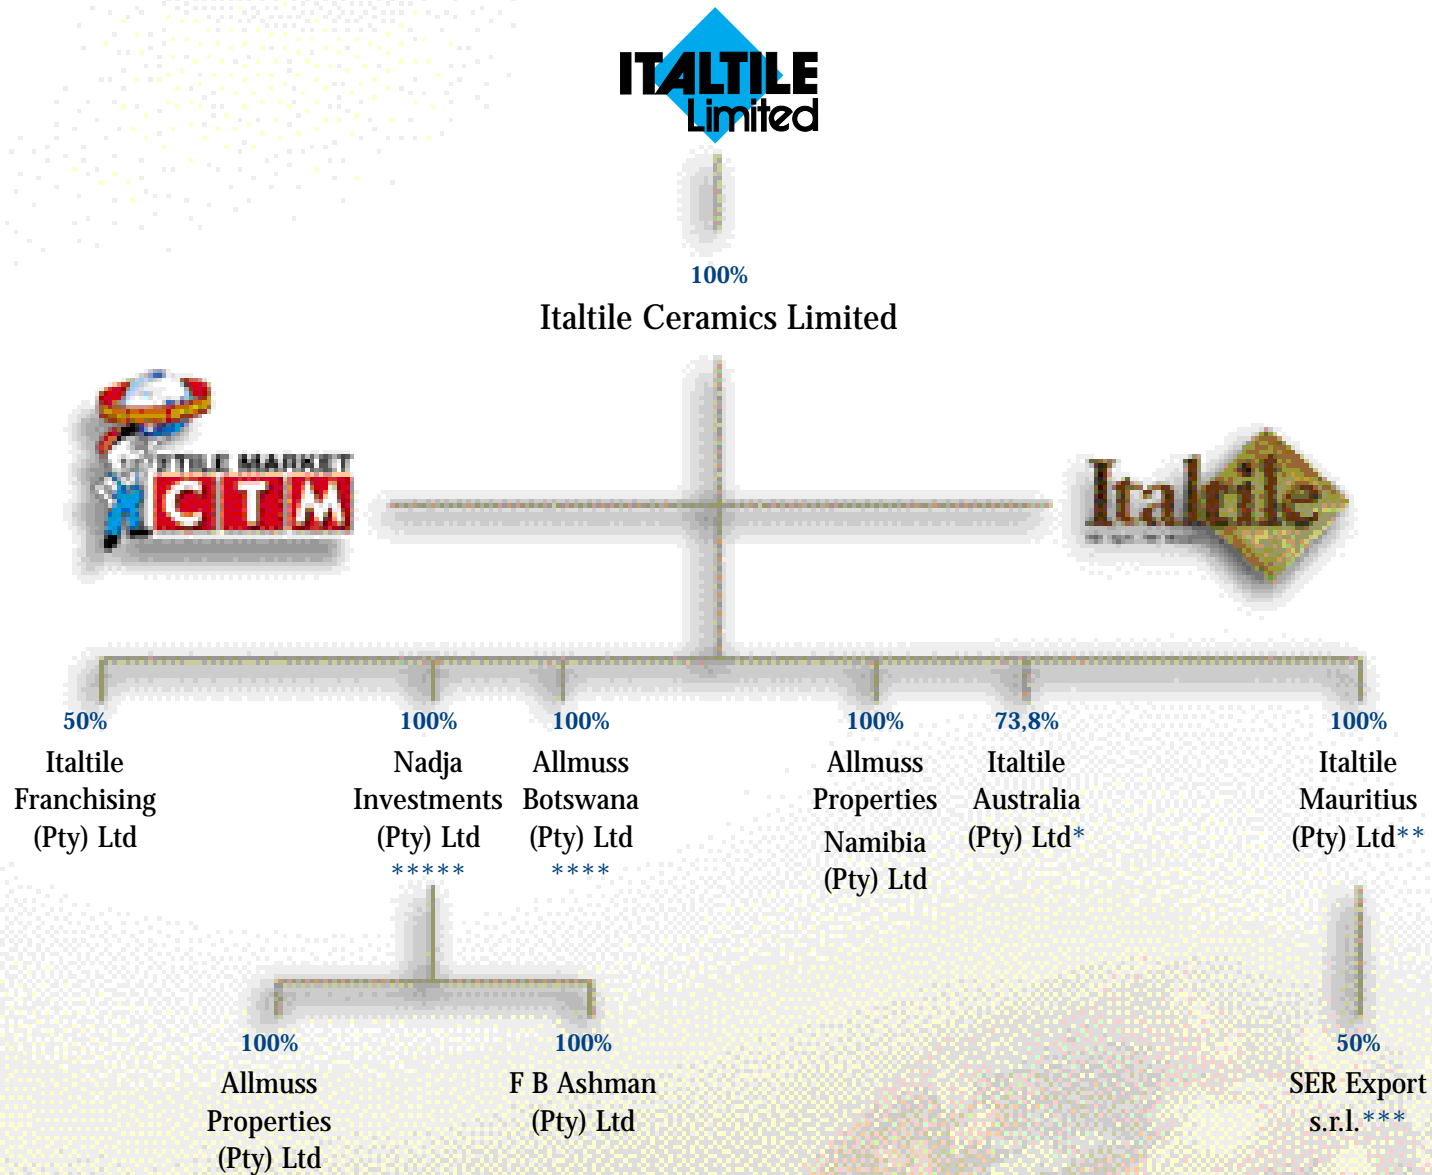 ITALTILE
Limited
100%
Italtile Ceramics Limited
TILE MARKET
CTM
Italtile
50%
Italtile
Franchising
(Pty) Ltd
100%
Nadja
Investments
(Pty) Ltd
*****
100%
Allmuss
Botswana
(Pty) Ltd
****
100%
Allmuss
Properties
Namibia
(Pty) Ltd
73,8%
Italtile
Australia
(Pty) Ltd*
100%
Italtile
Mauritius
(Pty) Ltd**
100%
Allmuss
Properties
(Pty) Ltd
100%
F B Ashman
(Pty) Ltd
50%
SER Export
s.r.l.***